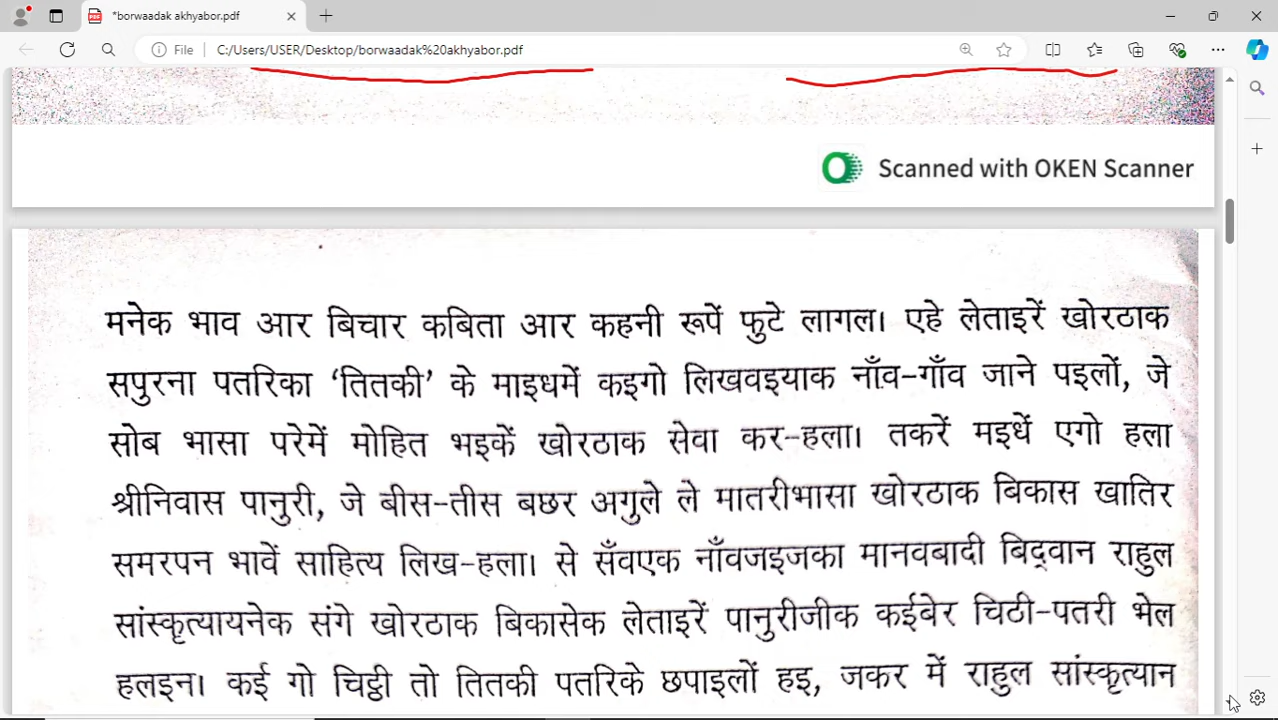 *borwaadak akhyabor.pdf
File C:/Users/USER/Desktop/borwaadak%20akhyabor.pdf
Scanned with OKEN Scanner
मनेक भाव आर बिचार कबिता आर कहनी रूपें फुटे लागल। एहे लेताइरें खोरठाक
सपुरना पतरिका ‘तितकी’ के माइधमें कइगो लिखवइयाक नाँव-गाँव जाने पइलों, जे
सोब भासा परेमें मोहित भइकें खोरठाक सेवा कर-हला। तकरें मइधें एगो हला
श्रीनिवास पानुरी, जे बीस-तीस बछर अगुले ले मातरीभासा खोरठाक बिकास खातिर
समरपन भावें साहित्य लिख-हला। से सँवएक नाँवजइजका मानवबादी बिद्‌वान राहुल
सांस्कृत्यायनेक संगे खोरठाक बिकासेक लेताइरें पानुरीजीक कईबेर चिठी-पतरी भेल
हलइन। कई गो चिट्ठी तो तितकी पतरिके छपाइलों हइ, जकर में राहुल सांस्कृत्यान